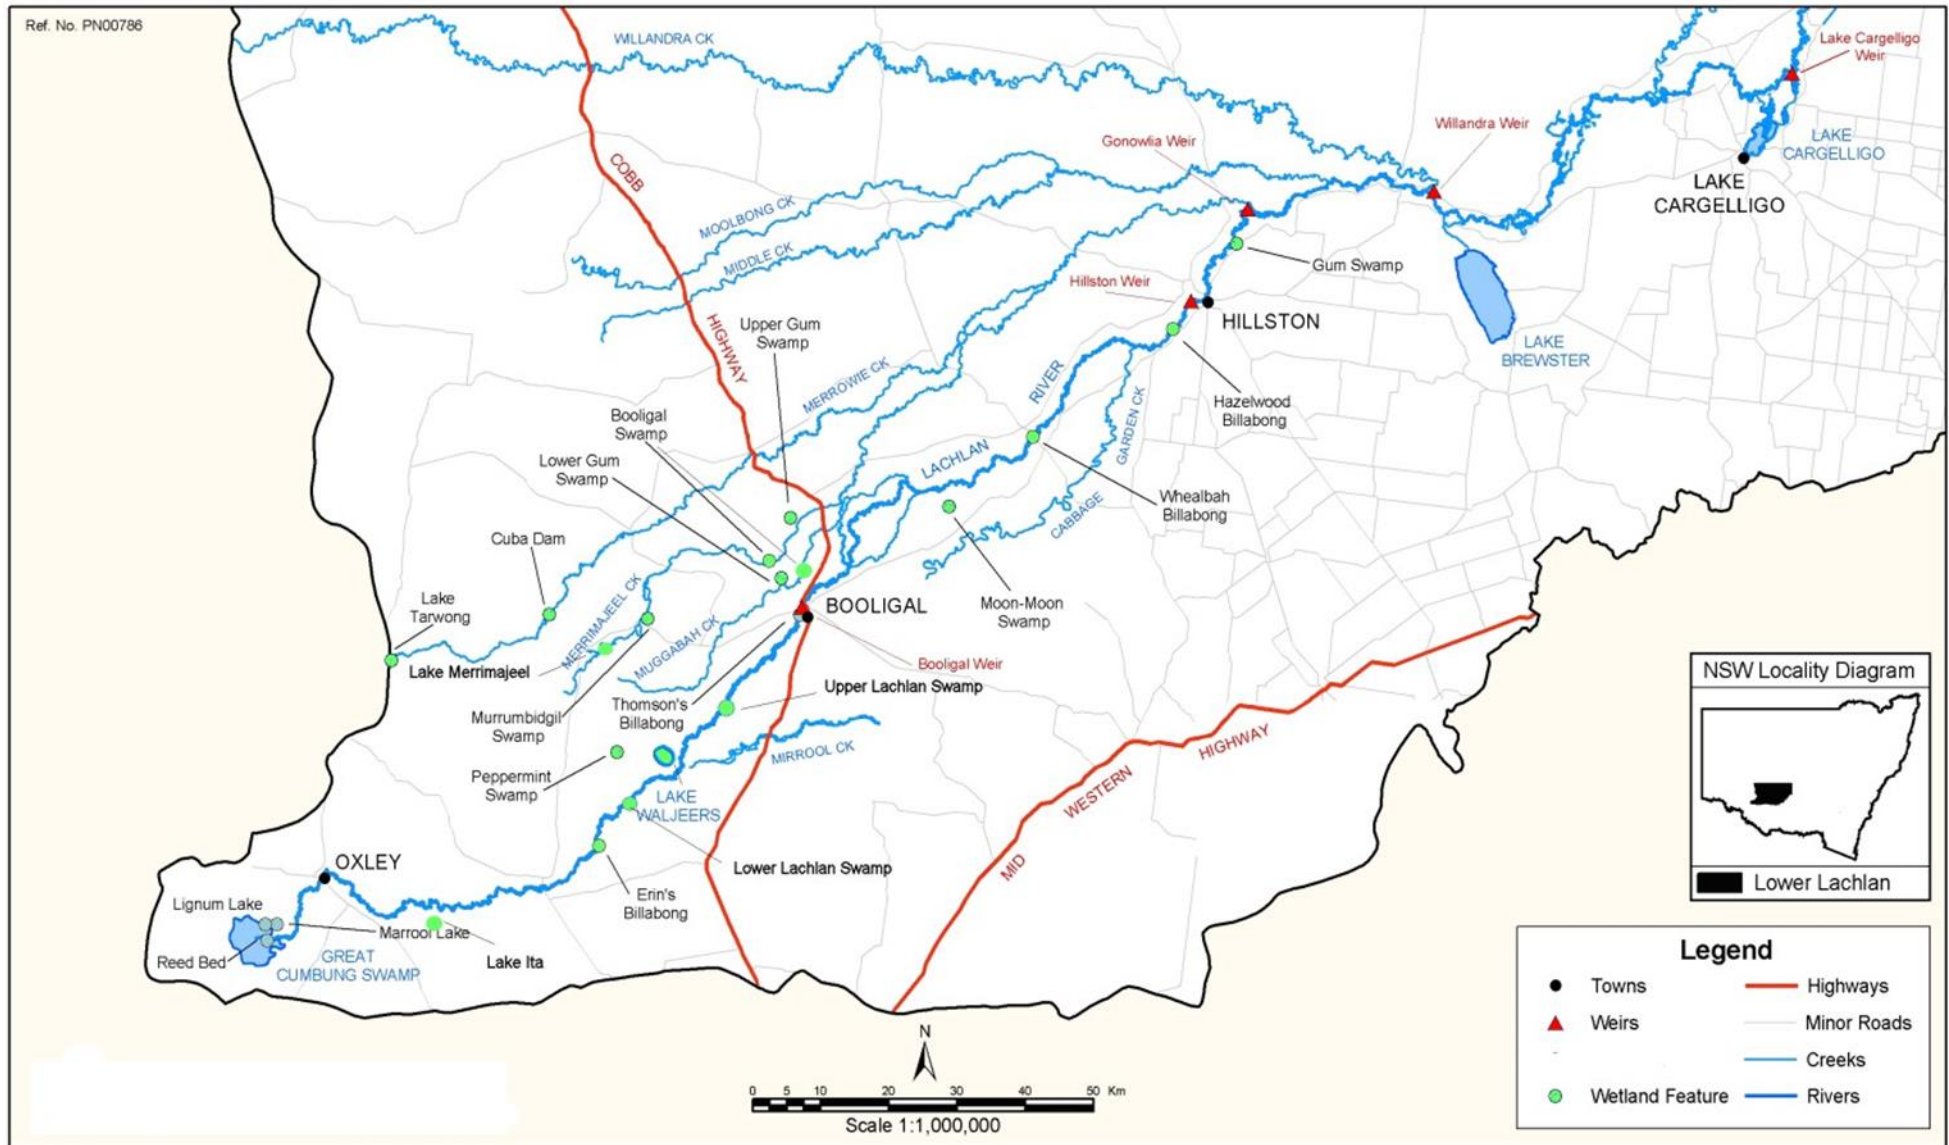 Ref. No. PN00786
WILLANDRA CK
Lake Cargelligo
Weir
Willandra Weir
Gonowlia Weir
LAKE
CARGELLIGO
COBB
LAKE
CARGELLIGO
MOOLBONG CK
MIDDLE CK
Gum Swamp
Hillston Weir
HILLSTON
Upper Gum
Swamp
HIGHWAY
LAKE
BREWSTER
MERROWIE CK
RIVER
Hazelwood
Billabong
Booligal
Swamp
GARDEN CK
Lower Gum
Swamp
LACHLAN
Whealbah
Billabong
CABBAGE
Cuba Dam
Lake
Tarwong
MERRIMAJEEL CK
BOOLIGAL
Moon-Moon
Swamp
MUGGABAH CK
Lake Merrimajeel
Booligal Weir
Upper Lachlan Swamp
Murrumbidgil
Swamp
Thomson's
Billabong
MIRROOL CK
HIGHWAY
Peppermint
Swamp
WESTERN
LAKE
WALJEERS
OXLEY
Lower Lachlan Swamp
MID
Erin's
Billabong
Lignum Lake
Marrool Lake
Reed Bed
GREAT
CUMBUNG SWAMP
Lake Ita
NSW Locality Diagram
Lower Lachlan
Legend
Towns
Highways
Weirs
Minor Roads
Creeks
Wetland Feature
Rivers
N
0 5 10 20 30 40 50 Km
Scale 1:1,000,000